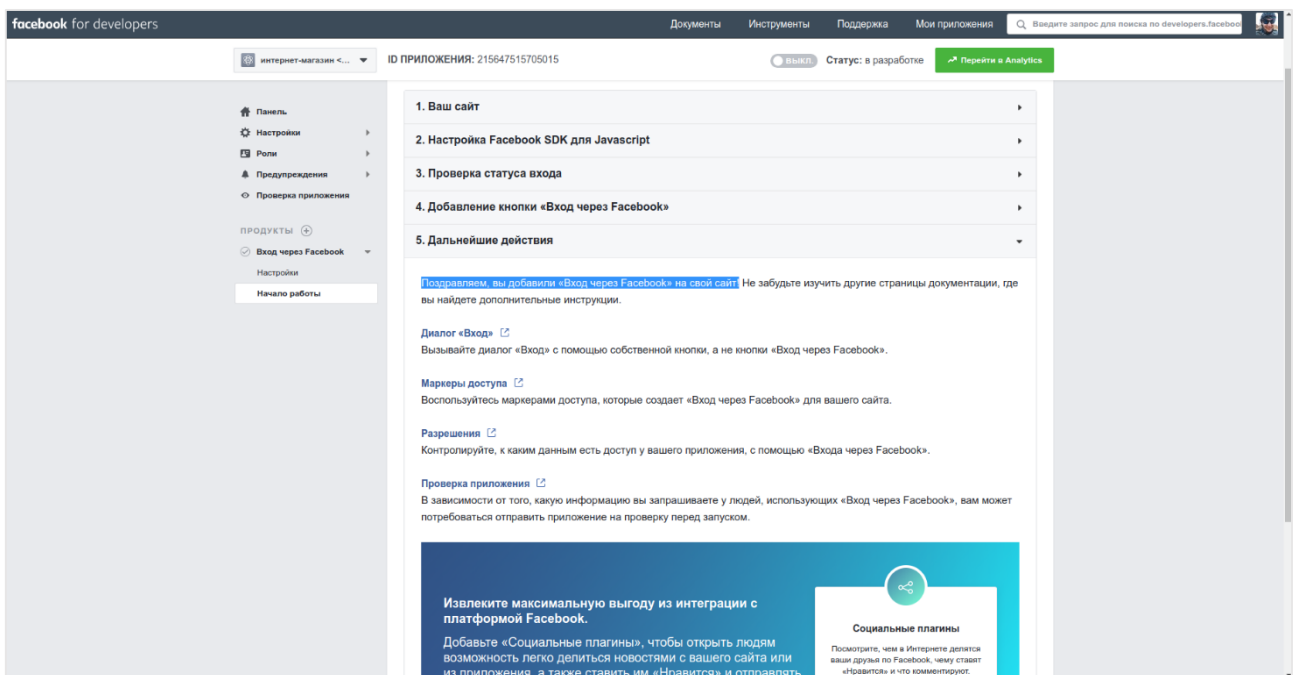 facebook for developers
Документы Инструменты Поддержка Мои приложения Введите запрос для поиска по developers.faceboo
интернет-магазин <... ID ПРИЛОЖЕНИЯ: 215647515705015 ВЫКЛ Статус: в разработке Перейти в Analytics
Панель
Настройки
Роли
Предупреждения
Проверка приложения
ПРОДУКТЫ
Вход через Facebook
Настройки
Начало работы
1. Ваш сайт
2. Настройка Facebook SDK для Javascript
3. Проверка статуса входа
4. Добавление кнопки «Вход через Facebook»
5. Дальнейшие действия
Поздравляем, вы добавили «Вход через Facebook» на свой сайт! Не забудьте изучить другие страницы документации, где
вы найдете дополнительные инструкции.
Диалог «Вход»
Вызывайте диалог «Вход» с помощью собственной кнопки, а не кнопки «Вход через Facebook».
Маркеры доступа
Воспользуйтесь маркерами доступа, которые создает «Вход через Facebook» для вашего сайта.
Разрешения
Контролируйте, к каким данным есть доступ у вашего приложения, с помощью «Входа через Facebook».
Проверка приложения
В зависимости от того, какую информацию вы запрашиваете у людей, использующих «Вход через Facebook», вам может
потребоваться отправить приложение на проверку перед запуском.
Извлеките максимальную выгоду из интеграции с
платформой Facebook.
Добавьте «Социальные плагины», чтобы открыть людям
возможность легко делиться новостями с вашего сайта или
из приложения, а также ставить им «Нравится» и отправлять
Социальные плагины
Посмотрите, чем в Интернете делятся
ваши друзья по Facebook, чему ставят
«Нравится» и что комментируют.